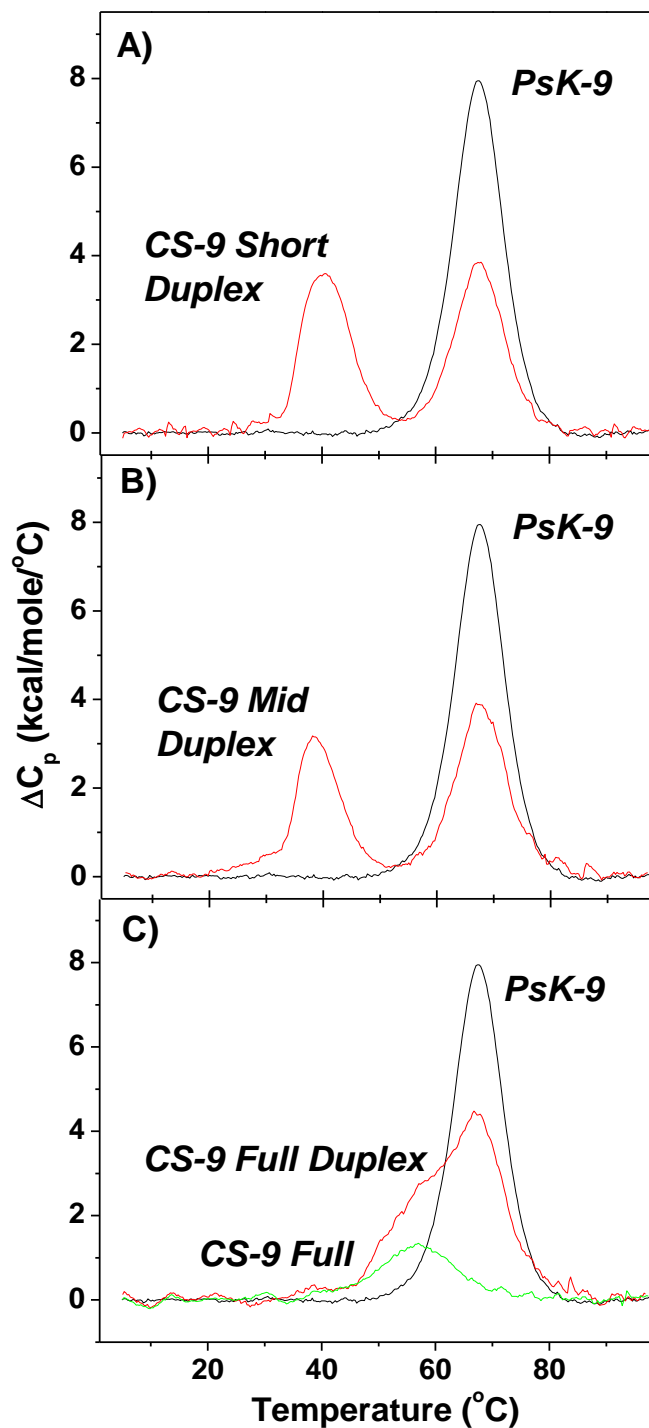 A)
PsK-9
CS-9 Short
Duplex
8
6
4
2
0
B)
PsK-9
CS-9 Mid
Duplex
8
6
4
2
0
ΔCp (kcal/mole/°C)
C)
PsK-9
CS-9 Full Duplex
CS-9 Full
8
6
4
2
0
20 40 60 80
Temperature (°C)